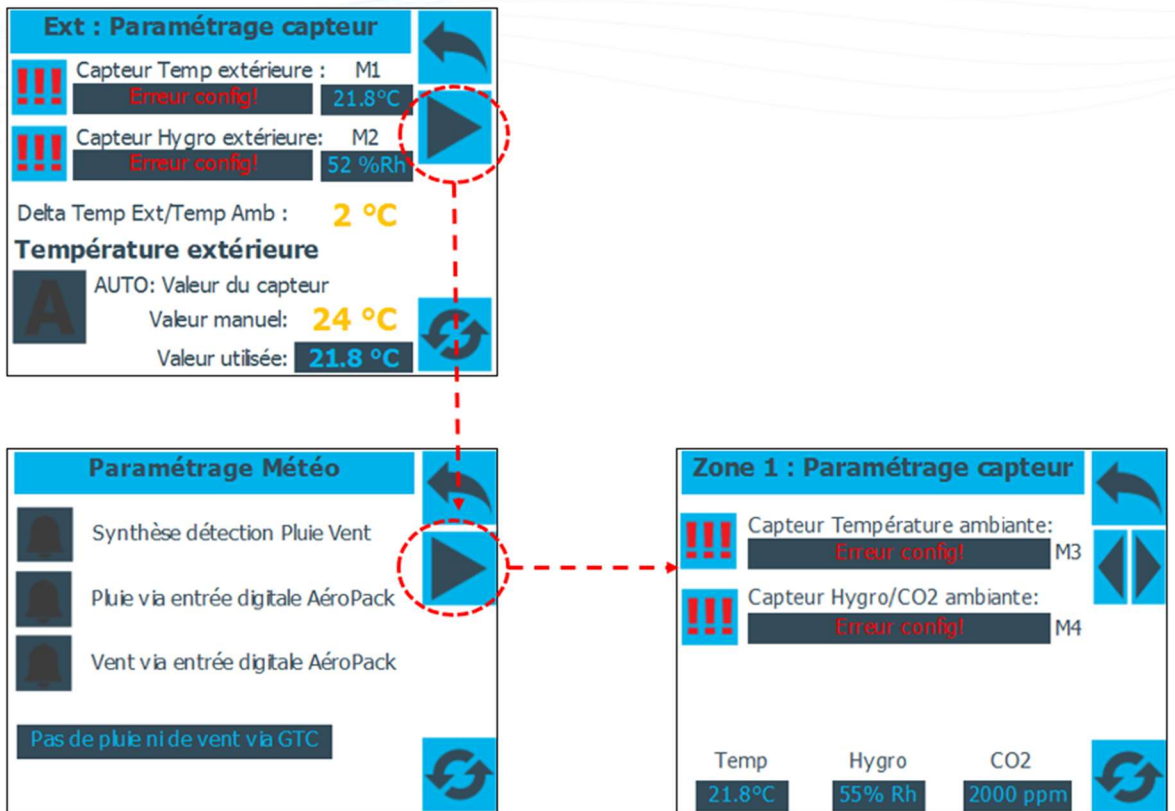 Ext : Paramétrage capteur
!!! Capteur Temp extérieure : M1
Erreur config! 21.8°C
!!! Capteur Hygro extérieure: M2
Erreur config! 52 %Rh
Delta Temp Ext/Temp Amb : 2 °C
Température extérieure
A AUTO: Valeur du capteur
Valeur manuel: 24 °C
Valeur utilisée: 21.8 °C
Paramétrage Météo
Synthèse détection Pluie Vent
Pluie via entrée digitale AéroPack
Vent via entrée digitale AéroPack
Pas de pluie ni de vent via GTC
Zone 1 : Paramétrage capteur
!!! Capteur Température ambiante:
Erreur config! M3
!!! Capteur Hygro/CO2 ambiante:
Erreur config! M4
Temp Hygro CO2
21.8°C 55% Rh 2000 ppm